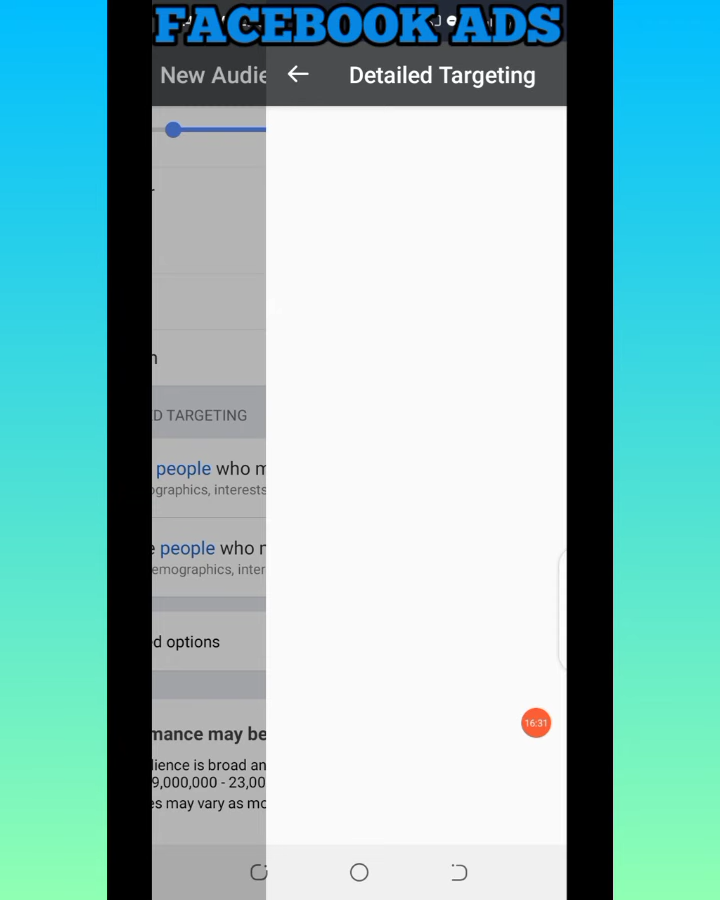 FACEBOOK ADS
New Audie
Detailed Targeting
D TARGETING
people who m
ographics, interests
e people who m
emographics, inter
d options
16:31
mance may be
lience is broad an
9,000,000 - 23,00
es may vary as mo